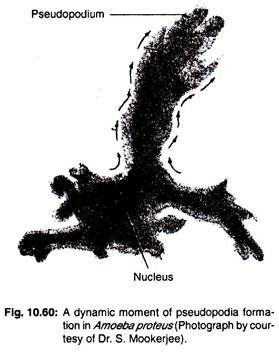 Pseudopodium
Nucleus
Fig. 10.60: A dynamic moment of pseudopodia forma-
tion in Amoeba proteus (Photograph by cour-
tesy of Dr. S. Mookerjee).